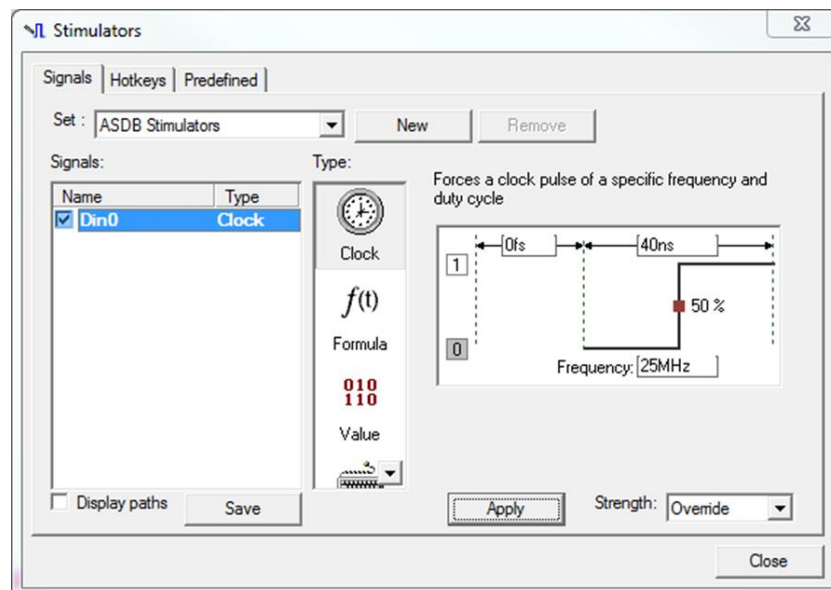 Stimulators
Signals Hotkeys Predefined
Set : ASDB Stimulators New Remove
Signals: Type:
Name Type
Din0 Clock
Clock
f(t)
Formula
010
110
Value
Forces a clock pulse of a specific frequency and
duty cycle
0fs 40ns
1
50 %
0
Frequency: 25MHz
Display paths Save Apply Strength: Override
Close